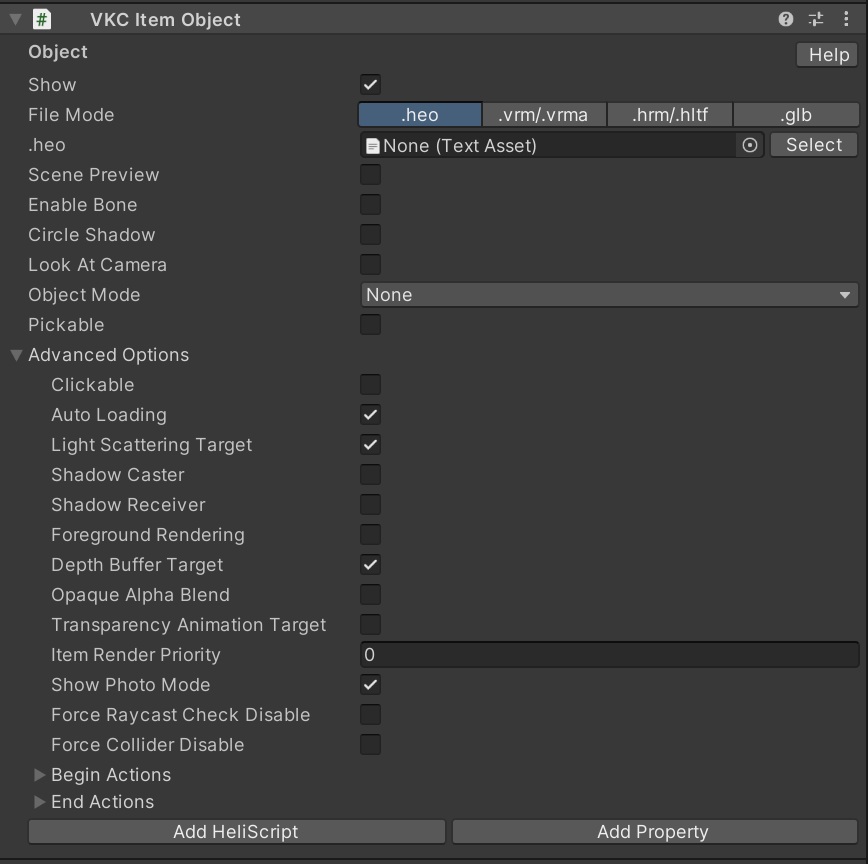 # VKC Item Object
Object
Help
Show
File Mode .heo .vrm/.vrma .hrm/.hltf .glb
.heo None (Text Asset) Select
Scene Preview
Enable Bone
Circle Shadow
Look At Camera
Object Mode None
Pickable
Advanced Options
Clickable
Auto Loading
Light Scattering Target
Shadow Caster
Shadow Receiver
Foreground Rendering
Depth Buffer Target
Opaque Alpha Blend
Transparency Animation Target
Item Render Priority 0
Show Photo Mode
Force Raycast Check Disable
Force Collider Disable
Begin Actions
End Actions
Add HeliScript Add Property